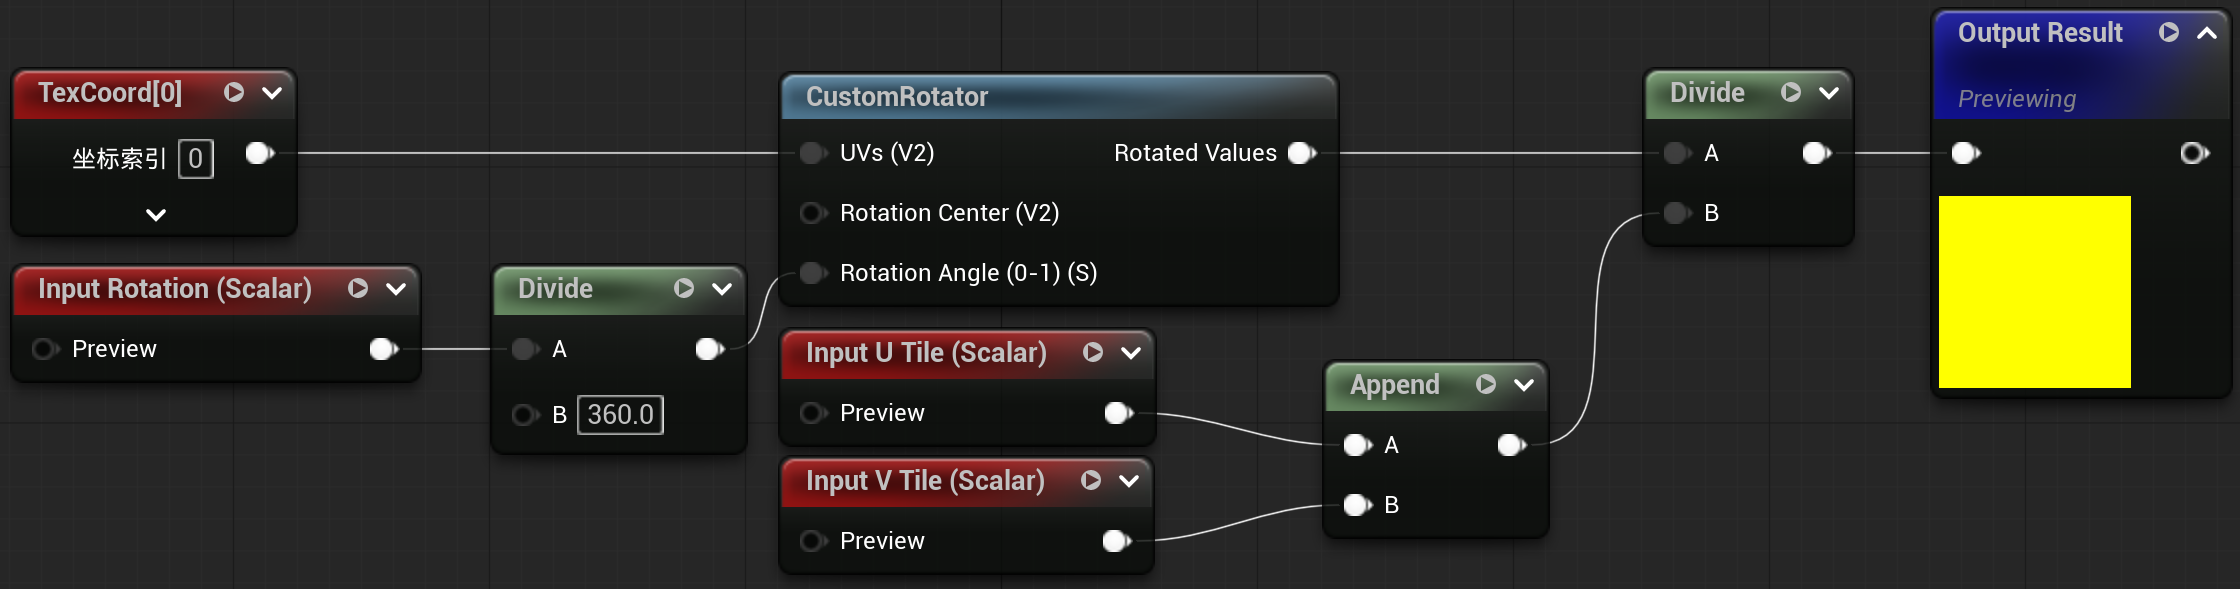 TexCoord[0]
坐标索引 0
Input Rotation (Scalar)
Preview
Divide
A
B 360.0
CustomRotator
UVs (V2) Rotated Values
Rotation Center (V2)
Rotation Angle (0-1) (S)
Input U Tile (Scalar)
Preview
Input V Tile (Scalar)
Preview
Append
A
B
Divide
A
B
Output Result
Previewing